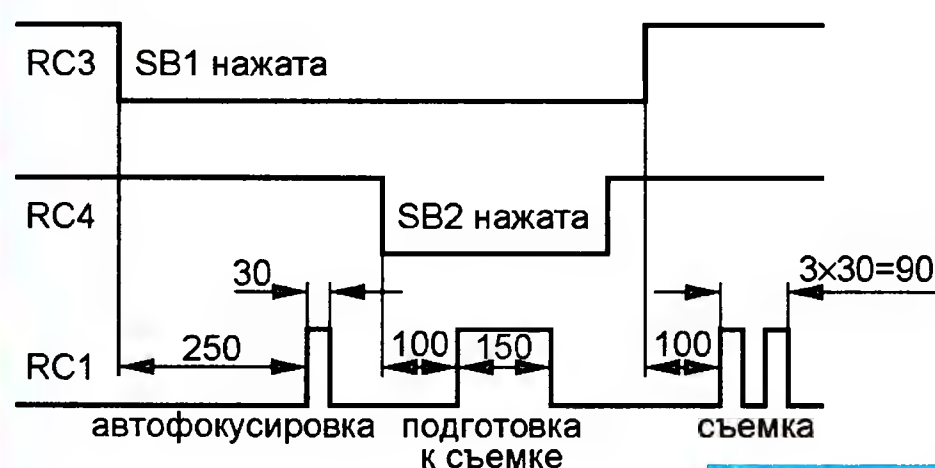 RC3 SB1 нажата
RC4 SB2 нажата
30 3×30=90
RC1 250 100 150 100
автофокусировка подготовка съемка
к съемке